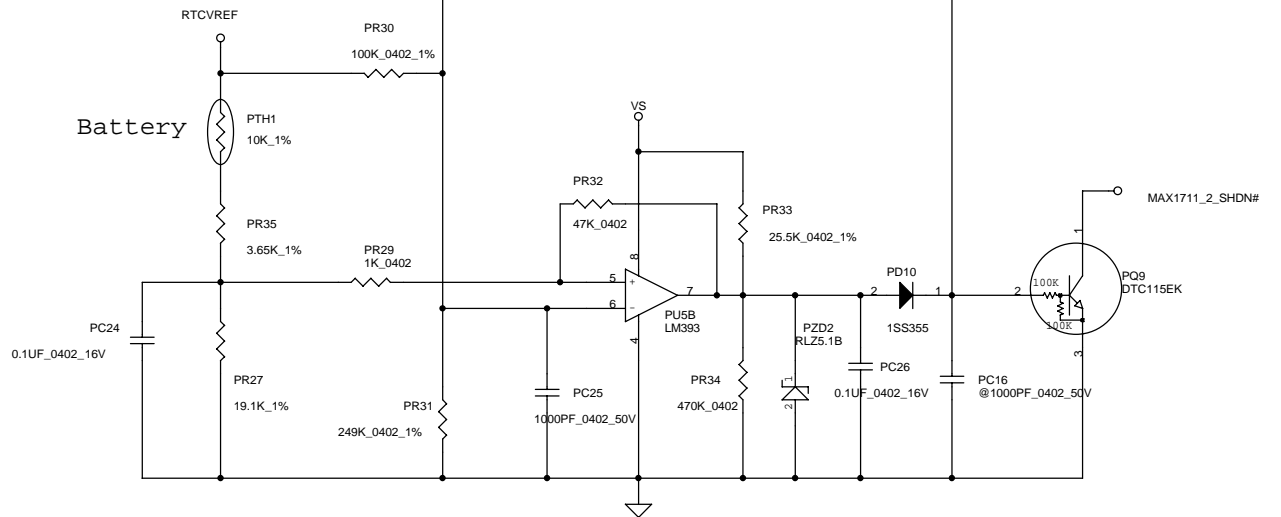 RTCVREF
PR30
100K_0402_1%
Battery
PTH1
10K_1%
VS
PR32
47K_0402
PR33
25.5K_0402_1%
MAX1711_2_SHDN#
1
PR35
3.65K_1%
PR29
1K_0402
8
5
+
6
-
7
PU5B
LM393
4
PD10
2
1
1SS355
2
100K
100K
PQ9
DTC115EK
3
PC24
0.1UF_0402_16V
PZD2
RLZ5.1B
1
2
PC26
0.1UF_0402_16V
PC16
@1000PF_0402_50V
PR27
19.1K_1%
PR31
249K_0402_1%
PC25
1000PF_0402_50V
PR34
470K_0402